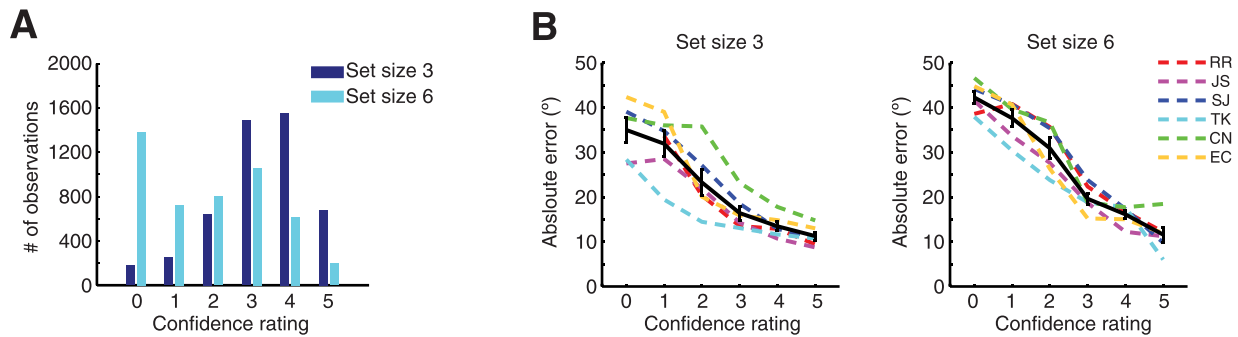 A
# of observations
2000
1600
1200
800
400
0
Set size 3
Set size 6
0 1 2 3 4 5
Confidence rating
B
Set size 3
Absolute error (°)
50
40
30
20
10
0
0 1 2 3 4 5
Confidence rating
Set size 6
Absolute error (°)
50
40
30
20
10
0
0 1 2 3 4 5
Confidence rating
RR
JS
SJ
TK
CN
EC